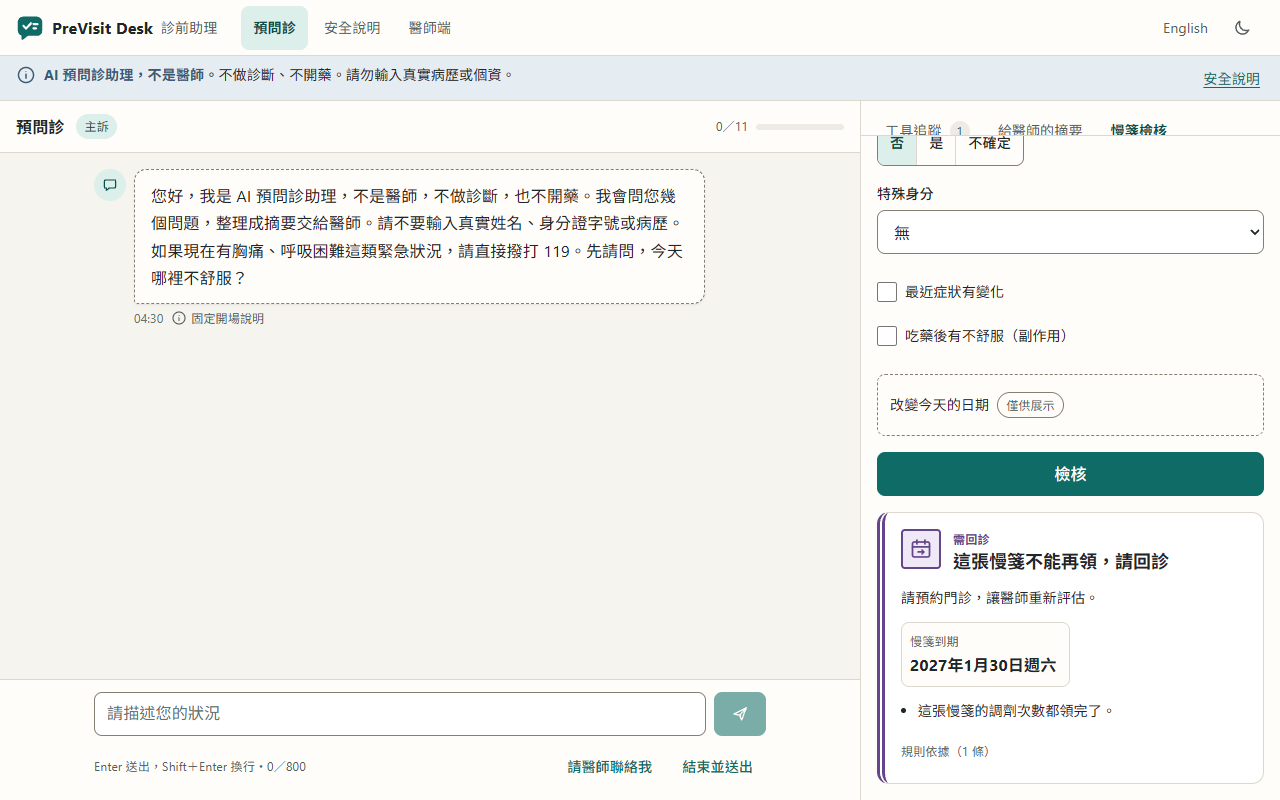 PreVisit Desk 診前助理 預問診 安全說明 醫師端 English
AI 預問診助理，不是醫師。不做診斷、不開藥。請勿輸入真實病歷或個資。 安全說明
預問診 主訴 0／11
工具追蹤 1 給醫師的摘要 慢箋檢核
您好，我是 AI 預問診助理，不是醫師，不做診斷，也不開藥。我會問您幾
個問題，整理成摘要交給醫師。請不要輸入真實姓名、身分證字號或病歷。
如果現在有胸痛、呼吸困難這類緊急狀況，請直接撥打 119。先請問，今天
哪裡不舒服？
04:30 固定開場說明
請描述您的狀況
Enter 送出，Shift＋Enter 換行・0／800 請醫師聯絡我 結束並送出
否 是 不確定
特殊身分
無
最近症狀有變化
吃藥後有不舒服（副作用）
改變今天的日期 僅供展示
檢核
需回診
這張慢箋不能再領，請回診
請預約門診，讓醫師重新評估。
慢箋到期
2027年1月30日週六
• 這張慢箋的調劑次數都領完了。
規則依據（1 條）